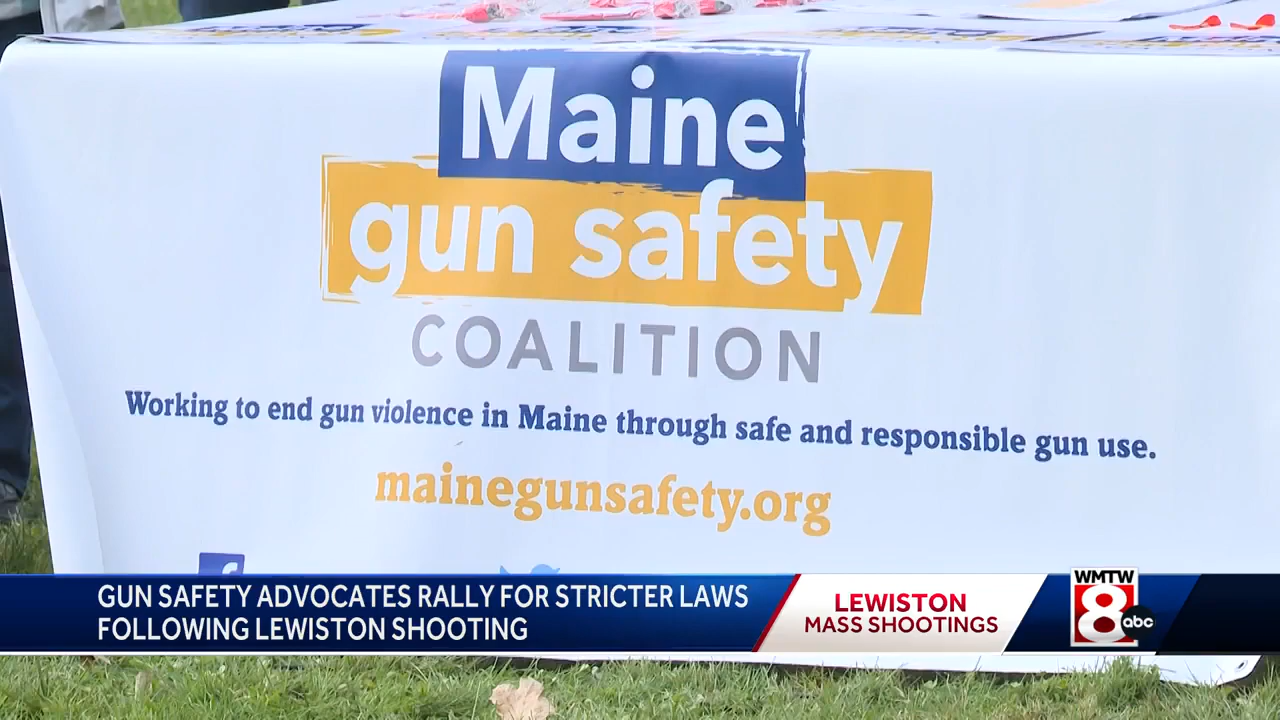 Maine
gun safety
COALITION
Working to end gun violence in Maine through safe and responsible gun use.
mainegunsafety.org
f
GUN SAFETY ADVOCATES RALLY FOR STRICTER LAWS
FOLLOWING LEWISTON SHOOTING
LEWISTON
MASS SHOOTINGS
WMTW
8
abc